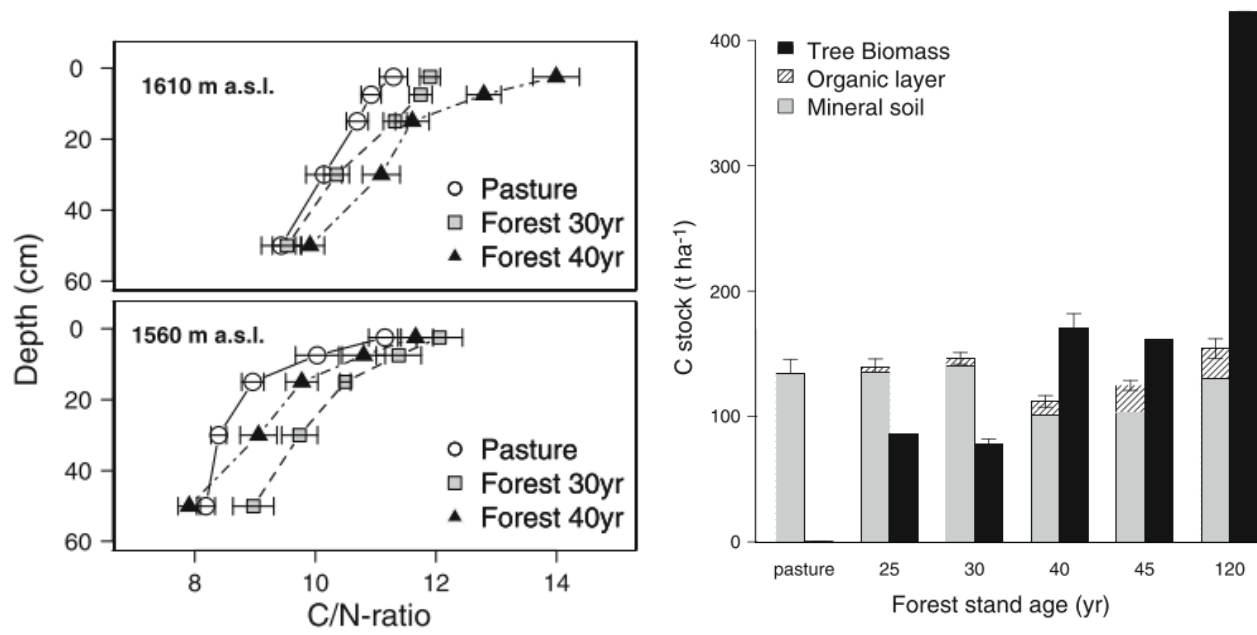 1610 m a.s.l.
0
20
40
60
Pasture
Forest 30yr
Forest 40yr
Depth (cm)
1560 m a.s.l.
0
20
40
60
Pasture
Forest 30yr
Forest 40yr
8 10 12 14
C/N-ratio
400
300
200
100
0
C stock (t ha-1)
Tree Biomass
Organic layer
Mineral soil
pasture 25 30 40 45 120
Forest stand age (yr)